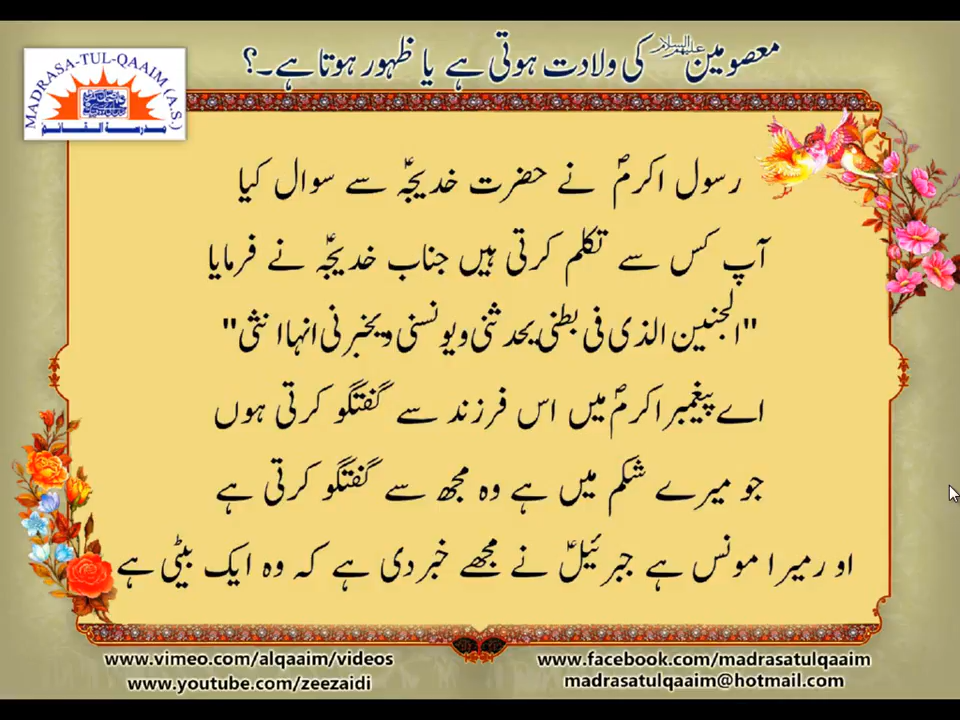 معصومین علیہم السلام کی ولادت ہوتی ہے یا ظہور ہوتا ہے۔؟
MADRASA-TUL-QAAIM (A.S.)
مدرسۃ القائم
رسول اکرمؐ نے حضرت خدیجہؑ سے سوال کیا
آپ کس سے تکلم کرتی ہیں جناب خدیجہؑ نے فرمایا
"الجنین الذی فی بطنی یحدثنی ویونسنی ویخبرنی انہا انثی"
اے پیغمبر اکرمؐ میں اس فرزند سے گفتگو کرتی ہوں
جو میرے شکم میں ہے وہ مجھ سے گفتگو کرتی ہے
اور میرا مونس ہے جبرئیلؑ نے مجھے خبر دی ہے کہ وہ ایک بیٹی ہے
www.vimeo.com/alqaaim/videos
www.facebook.com/madrasatulqaaim
www.youtube.com/zeezaidi
madrasatulqaaim@hotmail.com